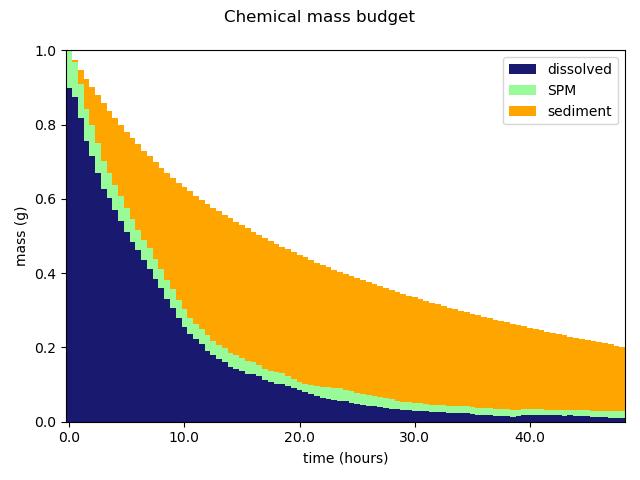 Chemical mass budget
1.0
0.8
0.6
0.4
0.2
0.0
mass (g)
dissolved
SPM
sediment
0.0 10.0 20.0 30.0 40.0
time (hours)